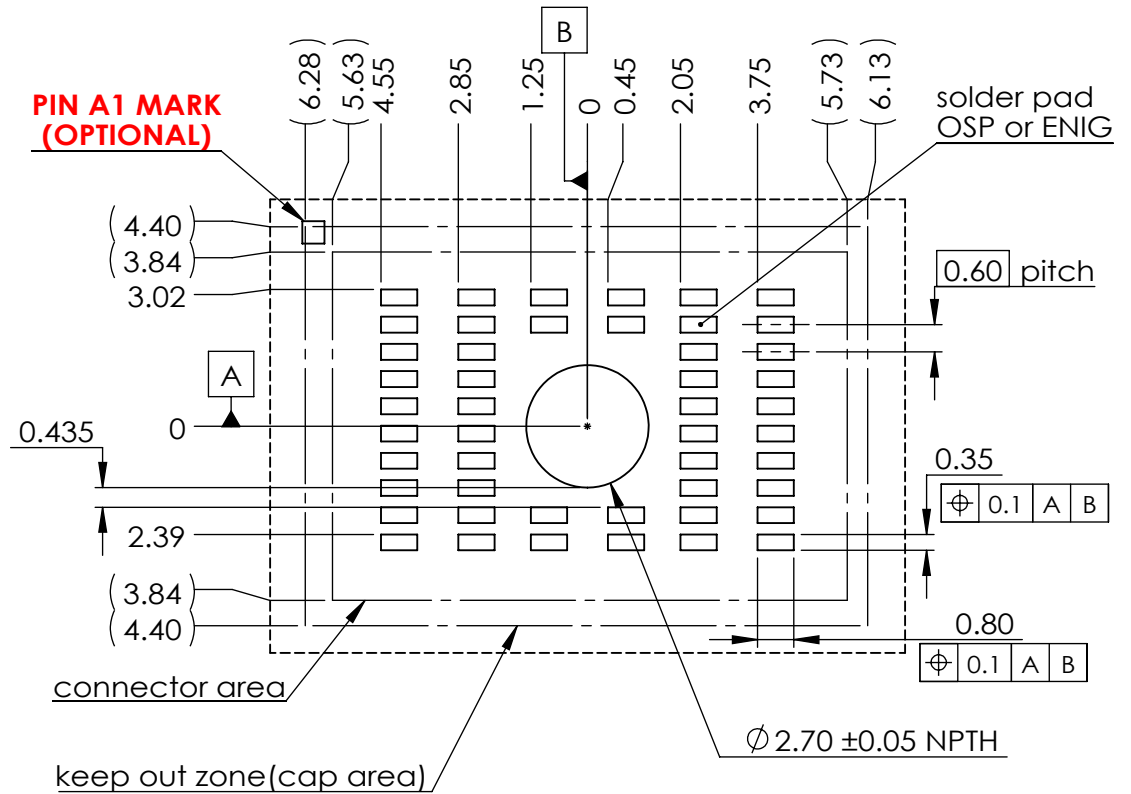 B
(6.28)
(5.63)
4.55
2.85
1.25
0
0.45
2.05
3.75
(5.73)
(6.13)
PIN A1 MARK
(OPTIONAL)
solder pad
OSP or ENIG
(4.40)
(3.84)
3.02
0.60 pitch
A
0
0.435
0.35
⌖ 0.1 A B
2.39
(3.84)
(4.40)
0.80
⌖ 0.1 A B
connector area
∅ 2.70 ±0.05 NPTH
keep out zone(cap area)